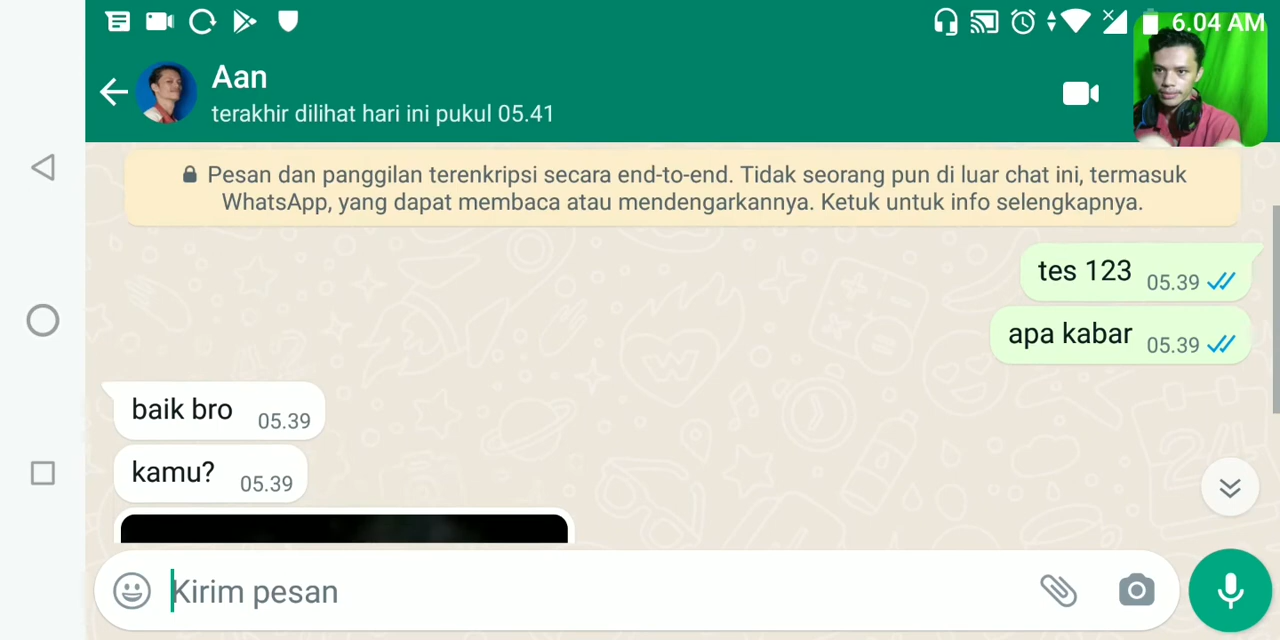 6.04 AM
Aan
terakhir dilihat hari ini pukul 05.41
Pesan dan panggilan terenkripsi secara end-to-end. Tidak seorang pun di luar chat ini, termasuk
WhatsApp, yang dapat membaca atau mendengarkannya. Ketuk untuk info selengkapnya.
tes 123 05.39
apa kabar 05.39
baik bro 05.39
kamu? 05.39
Kirim pesan